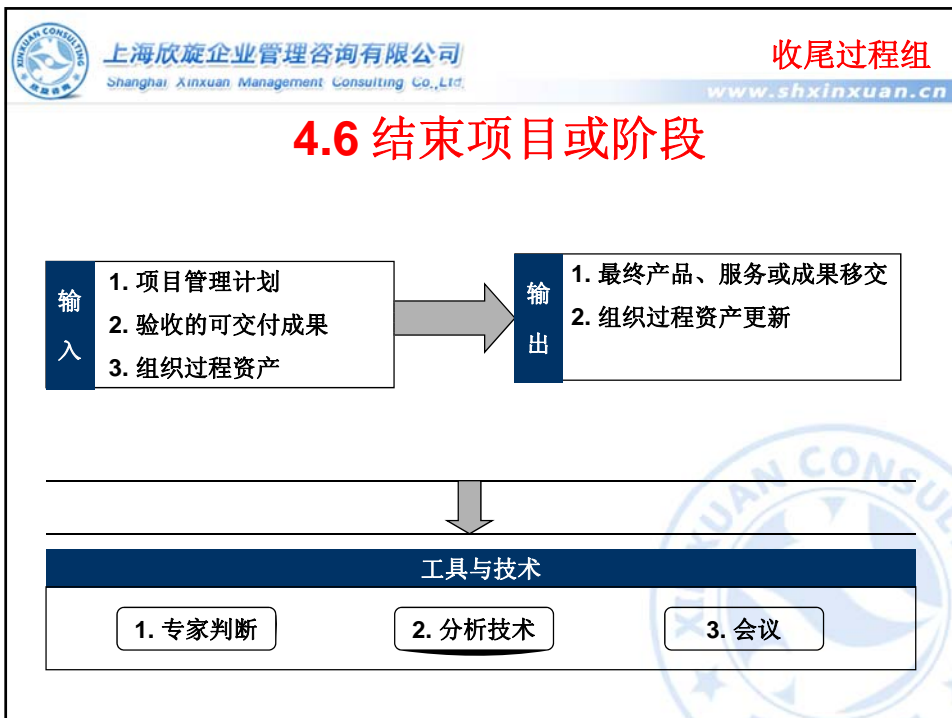 XINXUAN CONSULTING
上海欣旋企业管理咨询有限公司
Shanghai Xinxuan Management Consulting Co.,Ltd.
收尾过程组
www.shxinxuan.cn
4.6 结束项目或阶段
输入
1. 项目管理计划
2. 验收的可交付成果
3. 组织过程资产
输出
1. 最终产品、服务或成果移交
2. 组织过程资产更新
工具与技术
1. 专家判断
2. 分析技术
3. 会议